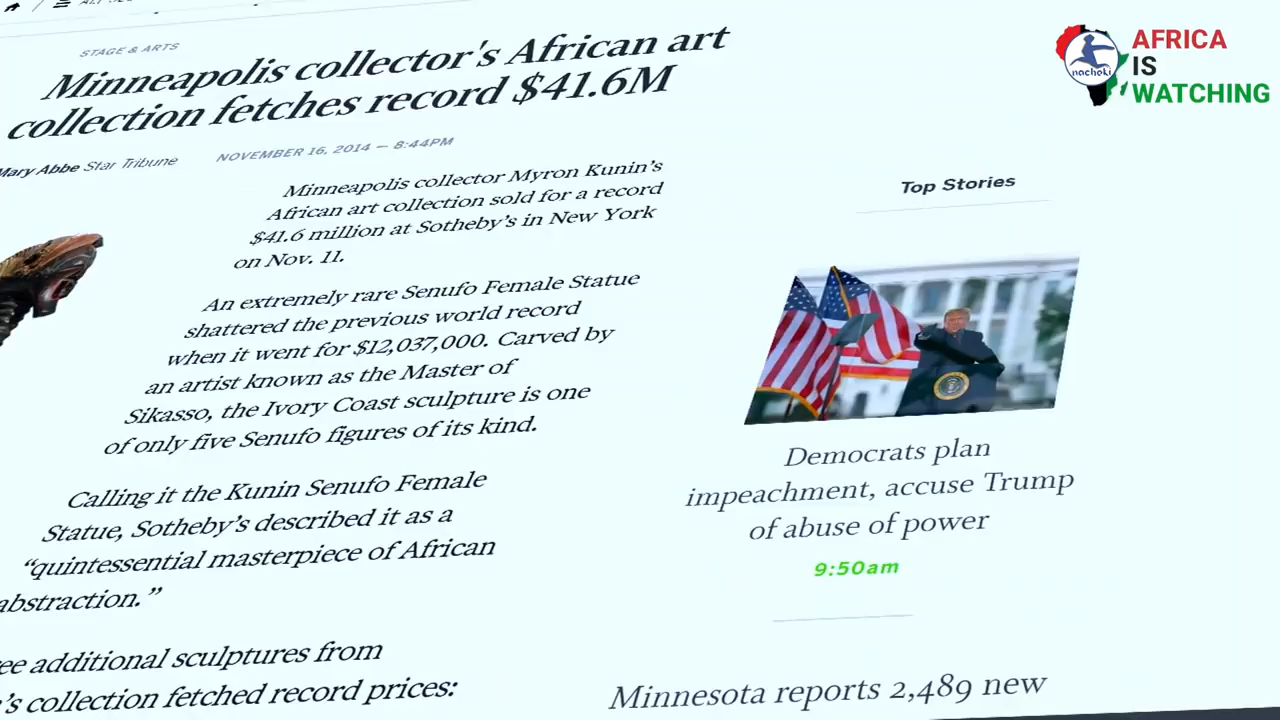 STAGE & ARTS
Minneapolis collector's African art
collection fetches record $41.6M
Mary Abbe Star Tribune
NOVEMBER 16, 2014 — 8:44PM
Minneapolis collector Myron Kunin's
African art collection sold for a record
$41.6 million at Sotheby's in New York
on Nov. 11.
An extremely rare Senufo Female Statue
shattered the previous world record
when it went for $12,037,000. Carved by
an artist known as the Master of
Sikasso, the Ivory Coast sculpture is one
of only five Senufo figures of its kind.
Calling it the Kunin Senufo Female
Statue, Sotheby's described it as a
“quintessential masterpiece of African
abstraction.”
additional sculptures from
's collection fetched record prices:
nacheki
AFRICA
IS
WATCHING
Top Stories
Democrats plan
impeachment, accuse Trump
of abuse of power
9:50am
Minnesota reports 2,489 new